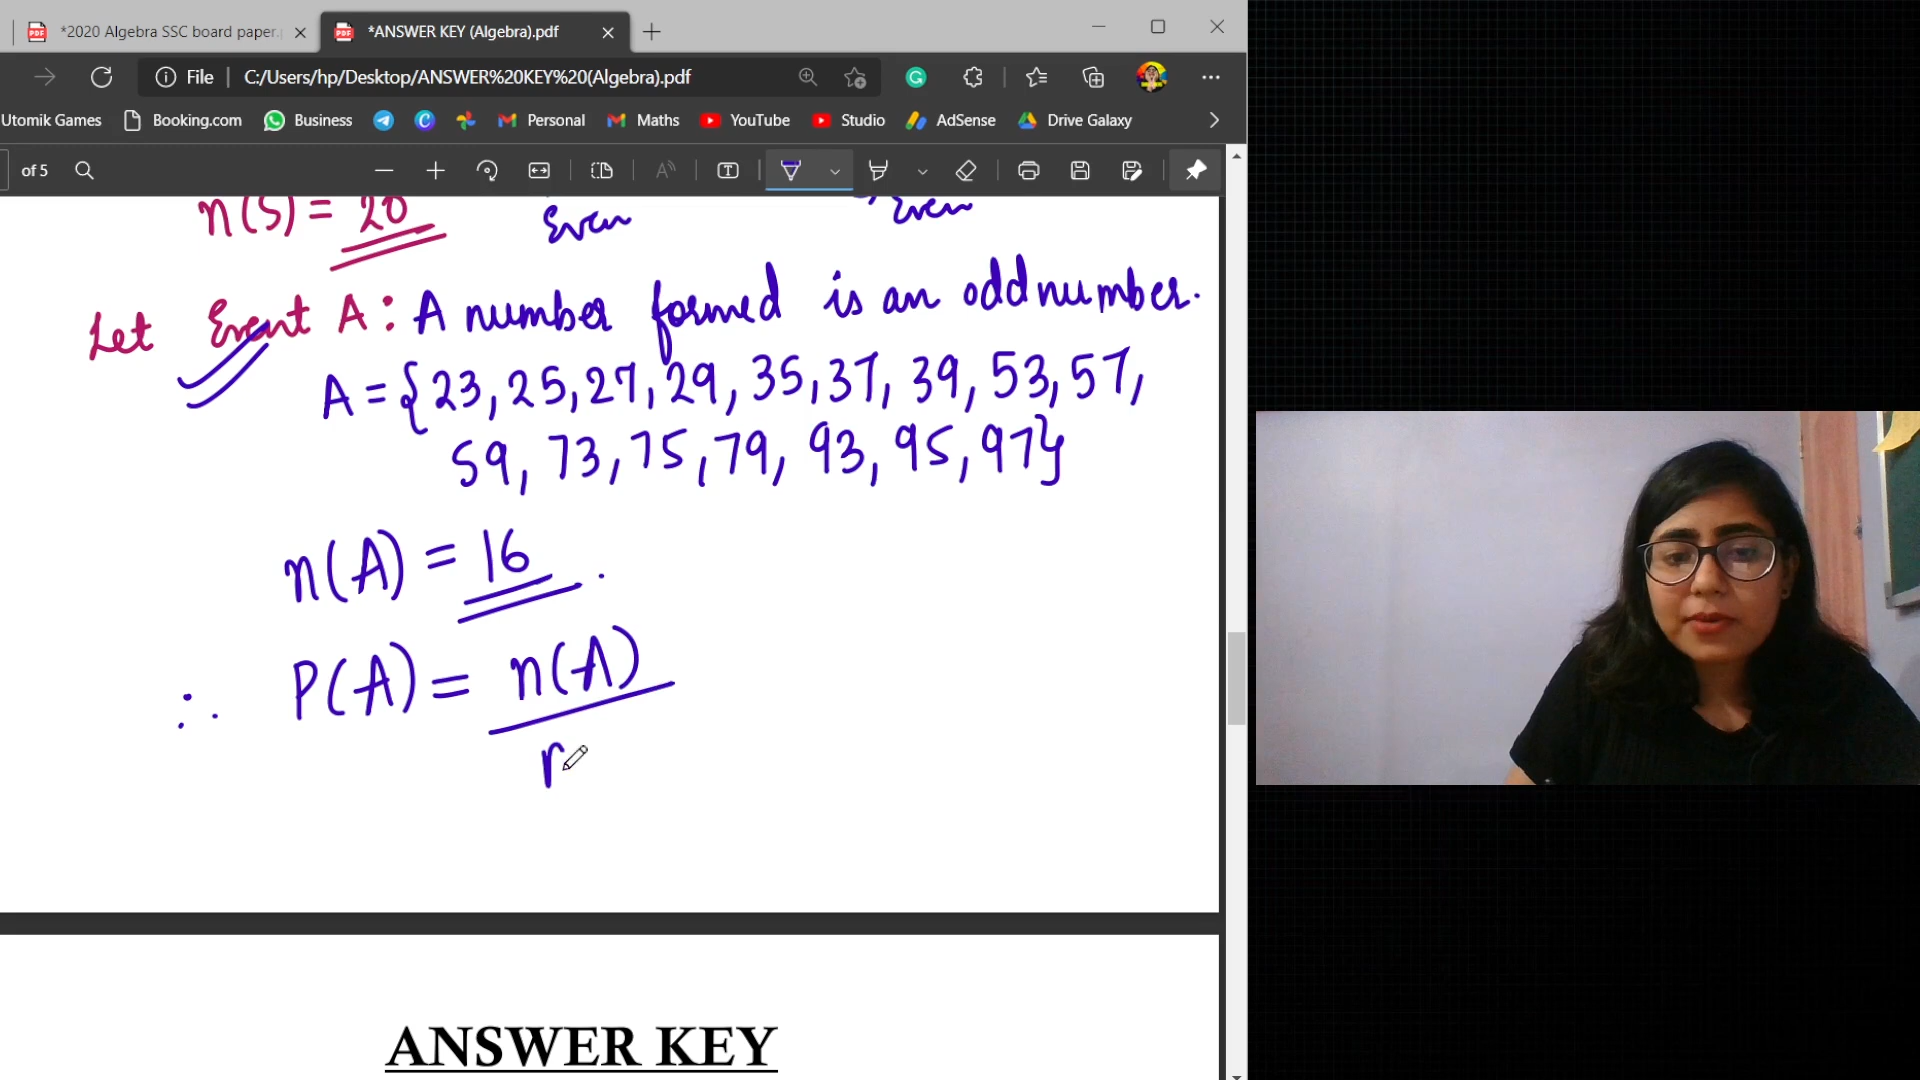 *2020 Algebra SSC board paper.
*ANSWER KEY (Algebra).pdf
File | C:/Users/hp/Desktop/ANSWER%20KEY%20(Algebra).pdf
Utomik Games Booking.com Business Personal Maths YouTube Studio AdSense Drive Galaxy
of 5
n(S) = 20
Even Even
Let Event A: A number formed is an odd number.
A = {23, 25, 27, 29, 35, 37, 39, 53, 57,
59, 73, 75, 79, 93, 95, 97}
n(A) = 16.
∴ P(A) = n(A)
ANSWER KEY